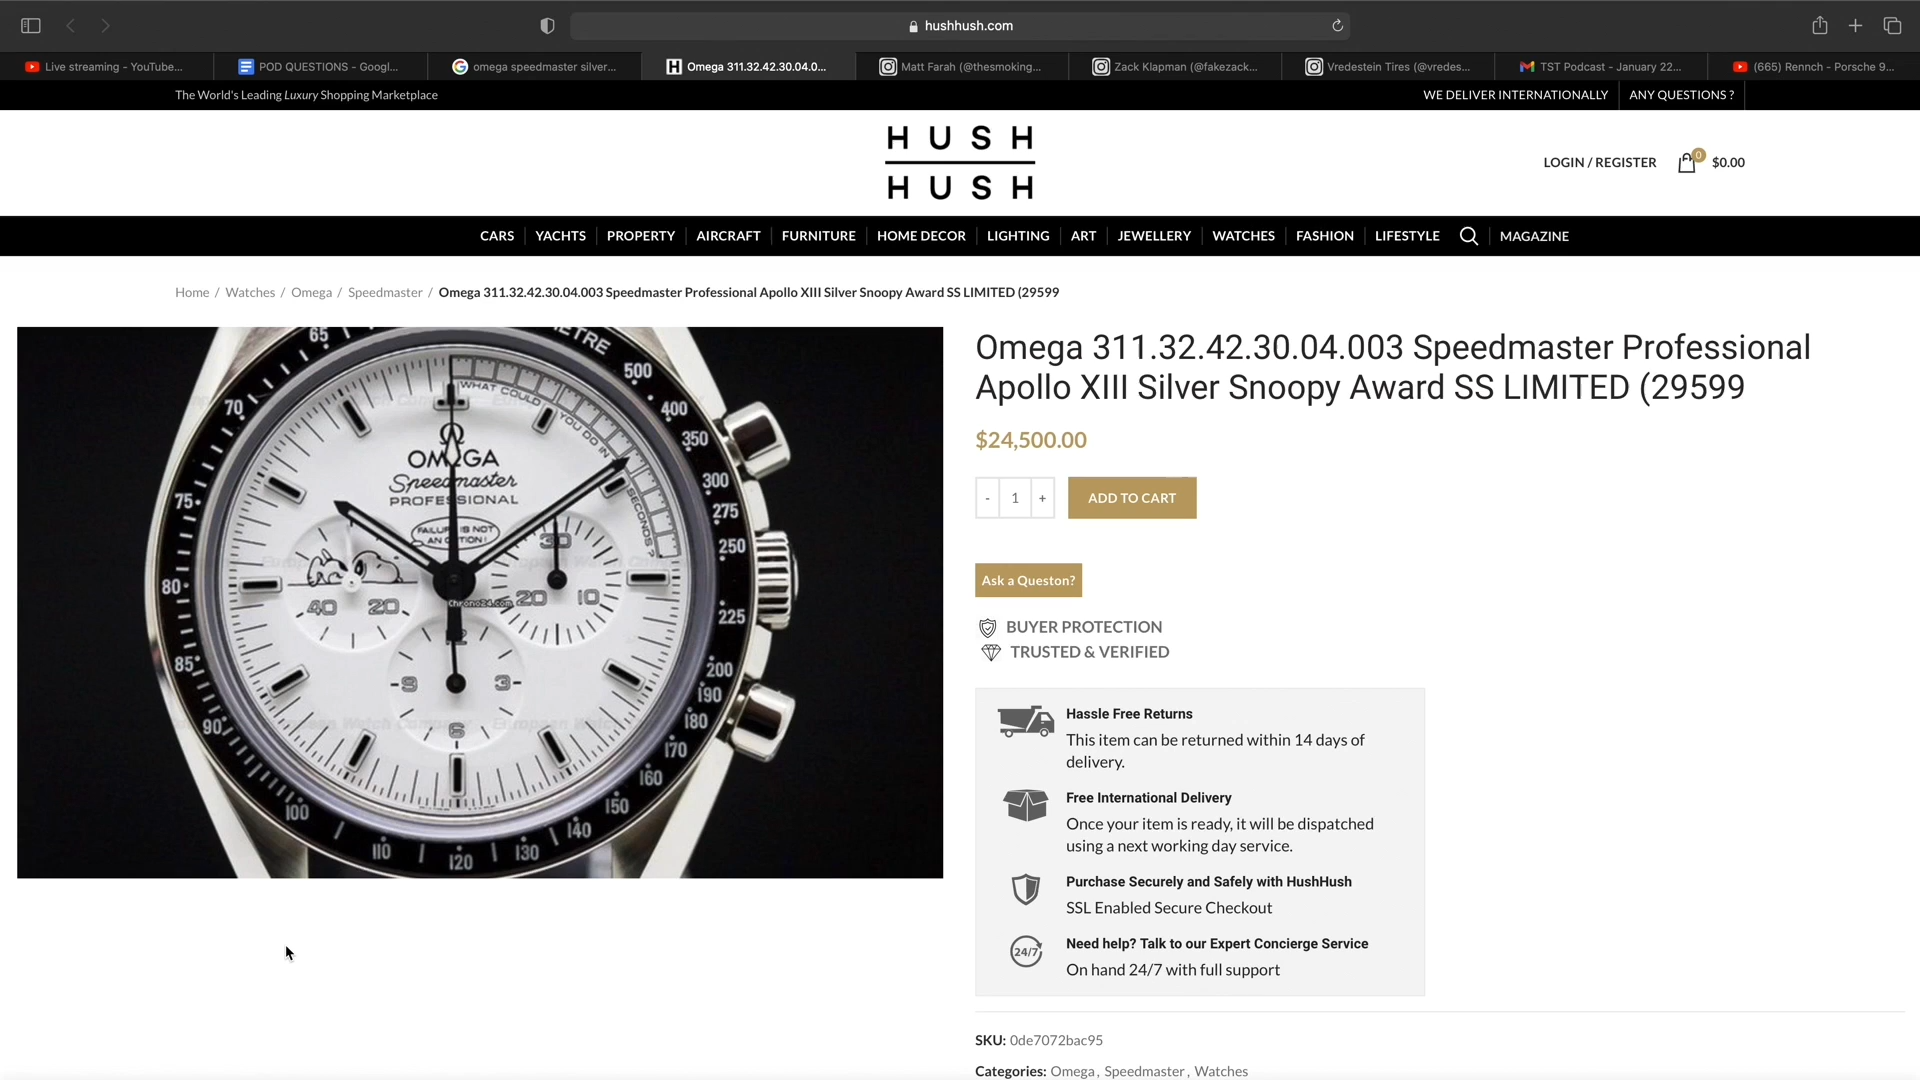 hushhush.com
Live streaming - YouTube...
POD QUESTIONS - Googl...
omega speedmaster silver...
Omega 311.32.42.30.04.0...
Matt Farah (@thesmoking...
Zack Klapman (@fakezack...
Vredestein Tires (@vredes...
TST Podcast - January 22...
(665) Rennch - Porsche 9...
The World's Leading Luxury Shopping Marketplace
WE DELIVER INTERNATIONALLY
ANY QUESTIONS ?
HUSH
HUSH
LOGIN / REGISTER
0
$0.00
CARS YACHTS PROPERTY AIRCRAFT FURNITURE HOME DECOR LIGHTING ART JEWELLERY WATCHES FASHION LIFESTYLE MAGAZINE
Home / Watches / Omega / Speedmaster / Omega 311.32.42.30.04.003 Speedmaster Professional Apollo XIII Silver Snoopy Award SS LIMITED (29599
65
ETRE
500
400
350
300
275
250
225
200
190
180
170
160
150
140
130
120
110
100
90
85
80
75
70
WHAT COULD YOU DO IN
SECONDS?
OMEGA
Speedmaster
PROFESSIONAL
FAILURE IS NOT
AN OPTION!
40 20
30
20 10
Chrono24.com
12
9 3
6
Omega 311.32.42.30.04.003 Speedmaster Professional
Apollo XIII Silver Snoopy Award SS LIMITED (29599
$24,500.00
- 1 +
ADD TO CART
Ask a Queston?
BUYER PROTECTION
TRUSTED & VERIFIED
Hassle Free Returns
This item can be returned within 14 days of
delivery.
Free International Delivery
Once your item is ready, it will be dispatched
using a next working day service.
Purchase Securely and Safely with HushHush
SSL Enabled Secure Checkout
24/7
Need help? Talk to our Expert Concierge Service
On hand 24/7 with full support
SKU: 0de7072bac95
Categories: Omega, Speedmaster, Watches